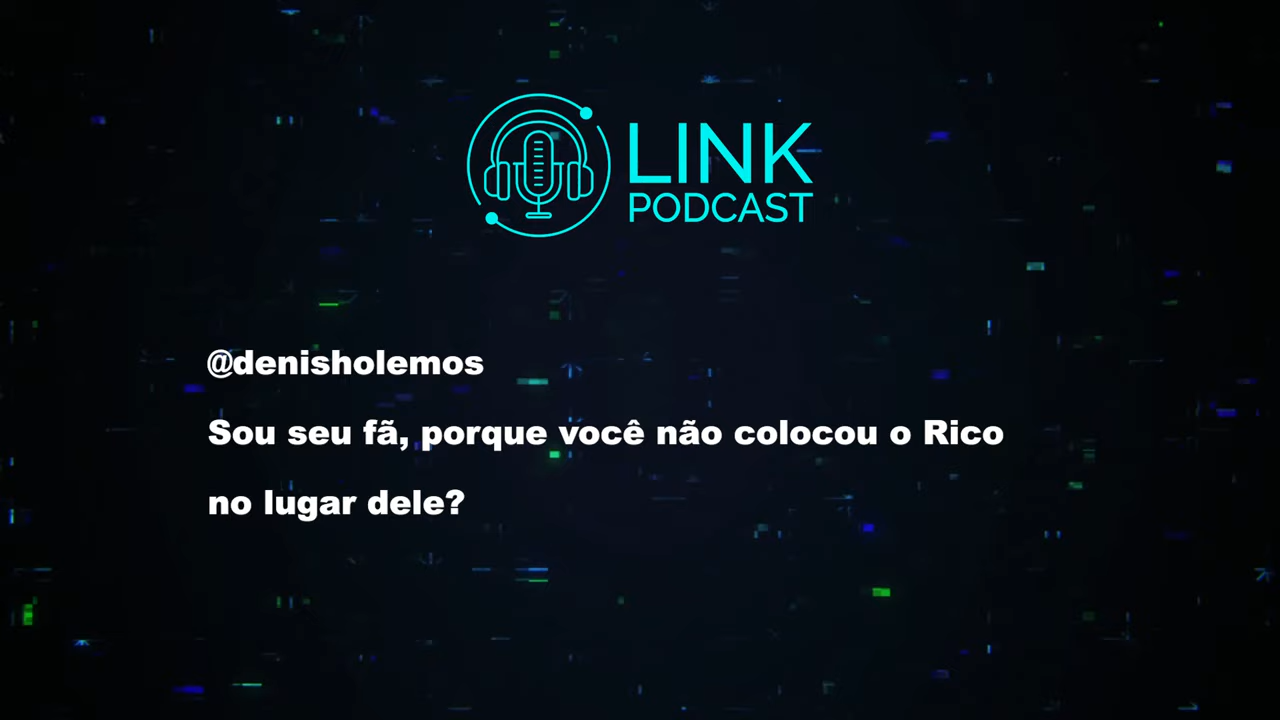 LINK
PODCAST
@denisholemos
Sou seu fã, porque você não colocou o Rico
no lugar dele?